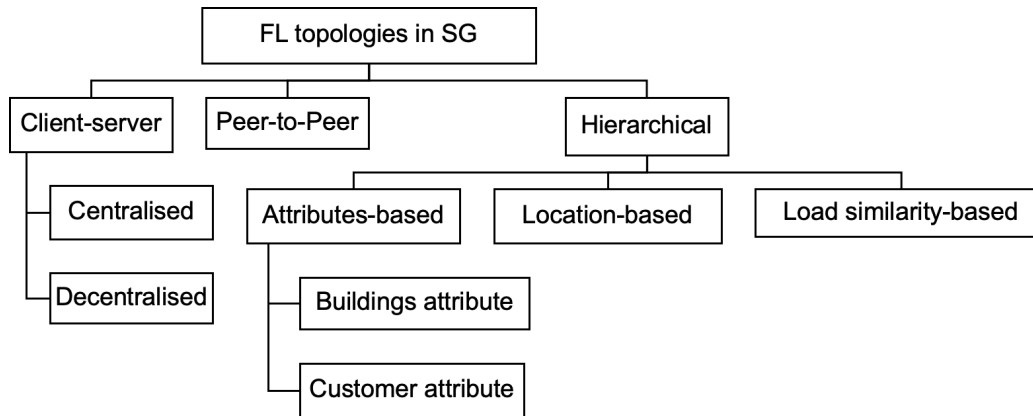 FL topologies in SG
Client-server
Peer-to-Peer
Hierarchical
Centralised
Decentralised
Attributes-based
Location-based
Load similarity-based
Buildings attribute
Customer attribute